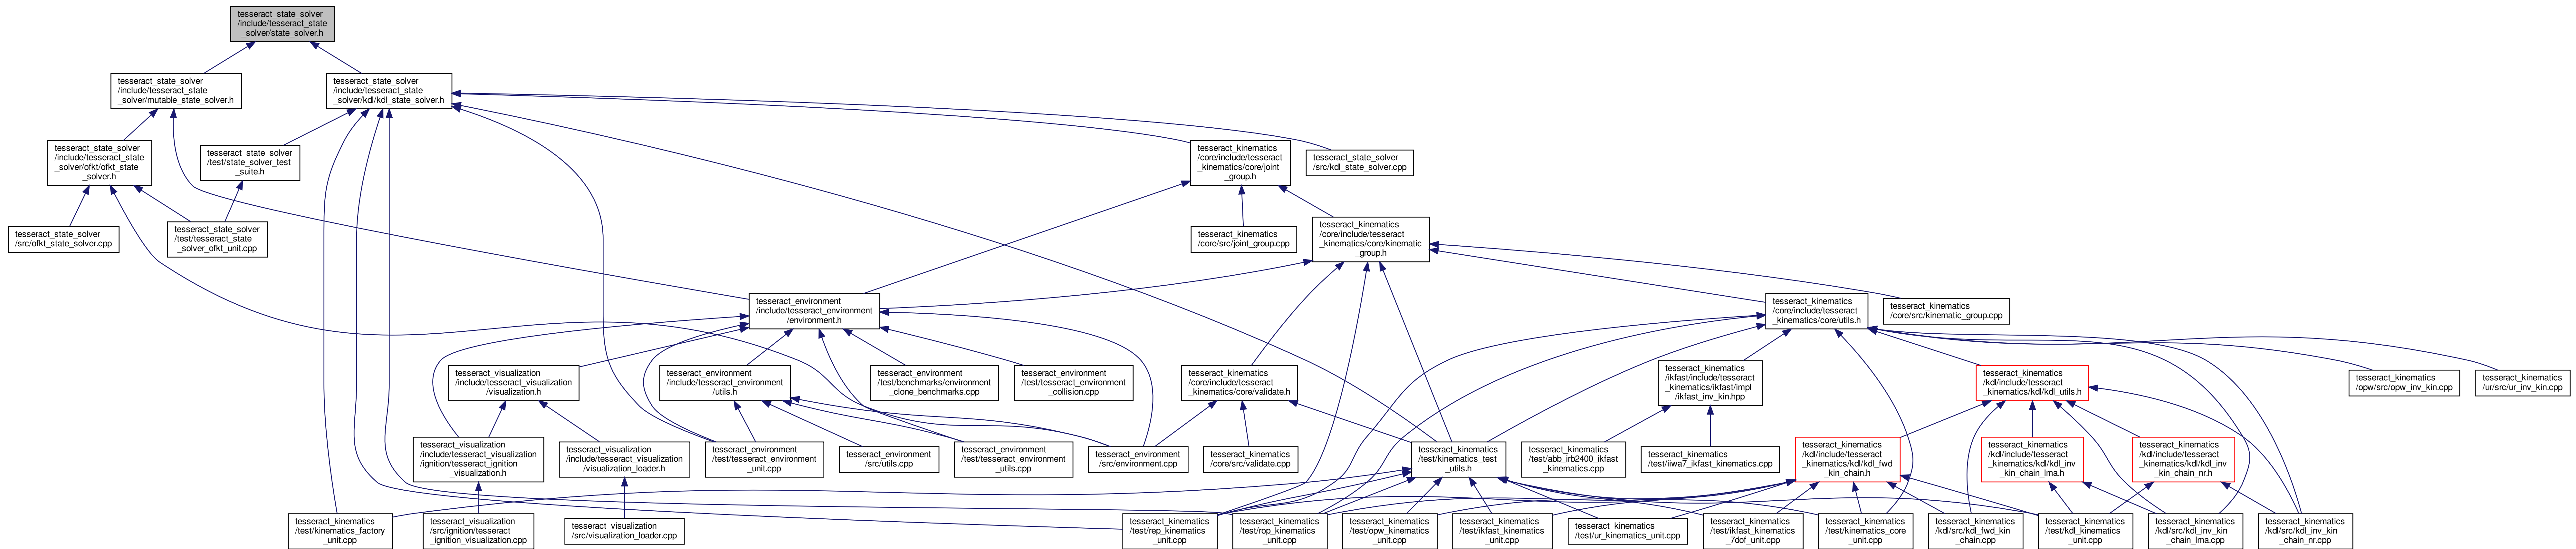 tesseract_state_solver
/include/tesseract_state
_solver/state_solver.h
tesseract_state_solver
/include/tesseract_state
_solver/mutable_state_solver.h
tesseract_state_solver
/include/tesseract_state
_solver/kdl/kdl_state_solver.h
tesseract_state_solver
/include/tesseract_state
_solver/ofkt/ofkt_state
_solver.h
tesseract_state_solver
/test/state_solver_test
_suite.h
tesseract_kinematics
/core/include/tesseract
_kinematics/core/joint
_group.h
tesseract_state_solver
/src/kdl_state_solver.cpp
tesseract_state_solver
/src/ofkt_state_solver.cpp
tesseract_state_solver
/test/tesseract_state
_solver_ofkt_unit.cpp
tesseract_kinematics
/core/src/joint_group.cpp
tesseract_kinematics
/core/include/tesseract
_kinematics/core/kinematic
_group.h
tesseract_environment
/include/tesseract_environment
/environment.h
tesseract_kinematics
/core/include/tesseract
_kinematics/core/utils.h
tesseract_kinematics
/core/src/kinematic_group.cpp
tesseract_visualization
/include/tesseract_visualization
/visualization.h
tesseract_environment
/include/tesseract_environment
/utils.h
tesseract_environment
/test/benchmarks/environment
_clone_benchmarks.cpp
tesseract_environment
/test/tesseract_environment
_collision.cpp
tesseract_kinematics
/core/include/tesseract
_kinematics/core/validate.h
tesseract_kinematics
/ikfast/include/tesseract
_kinematics/ikfast/impl
/ikfast_inv_kin.hpp
tesseract_kinematics
/kdl/include/tesseract
_kinematics/kdl/kdl_utils.h
tesseract_kinematics
/opw/src/opw_inv_kin.cpp
tesseract_kinematics
/ur/src/ur_inv_kin.cpp
tesseract_visualization
/include/tesseract_visualization
/ignition/tesseract_ignition
_visualization.h
tesseract_visualization
/include/tesseract_visualization
/visualization_loader.h
tesseract_environment
/test/tesseract_environment
_unit.cpp
tesseract_environment
/src/utils.cpp
tesseract_environment
/test/tesseract_environment
_utils.cpp
tesseract_environment
/src/environment.cpp
tesseract_kinematics
/core/src/validate.cpp
tesseract_kinematics
/test/kinematics_test
_utils.h
tesseract_kinematics
/test/abb_irb2400_ikfast
_kinematics.cpp
tesseract_kinematics
/test/iiwa7_ikfast_kinematics.cpp
tesseract_kinematics
/kdl/include/tesseract
_kinematics/kdl/kdl_fwd
_kin_chain.h
tesseract_kinematics
/kdl/include/tesseract
_kinematics/kdl/kdl_inv
_kin_chain_lma.h
tesseract_kinematics
/kdl/include/tesseract
_kinematics/kdl/kdl_inv
_kin_chain_nr.h
tesseract_kinematics
/test/kinematics_factory
_unit.cpp
tesseract_visualization
/src/ignition/tesseract
_ignition_visualization.cpp
tesseract_visualization
/src/visualization_loader.cpp
tesseract_kinematics
/test/rep_kinematics
_unit.cpp
tesseract_kinematics
/test/rop_kinematics
_unit.cpp
tesseract_kinematics
/test/opw_kinematics
_unit.cpp
tesseract_kinematics
/test/ikfast_kinematics
_unit.cpp
tesseract_kinematics
/test/ur_kinematics_unit.cpp
tesseract_kinematics
/test/ikfast_kinematics
_7dof_unit.cpp
tesseract_kinematics
/test/kinematics_core
_unit.cpp
tesseract_kinematics
/kdl/src/kdl_fwd_kin
_chain.cpp
tesseract_kinematics
/test/kdl_kinematics
_unit.cpp
tesseract_kinematics
/kdl/src/kdl_inv_kin
_chain_lma.cpp
tesseract_kinematics
/kdl/src/kdl_inv_kin
_chain_nr.cpp